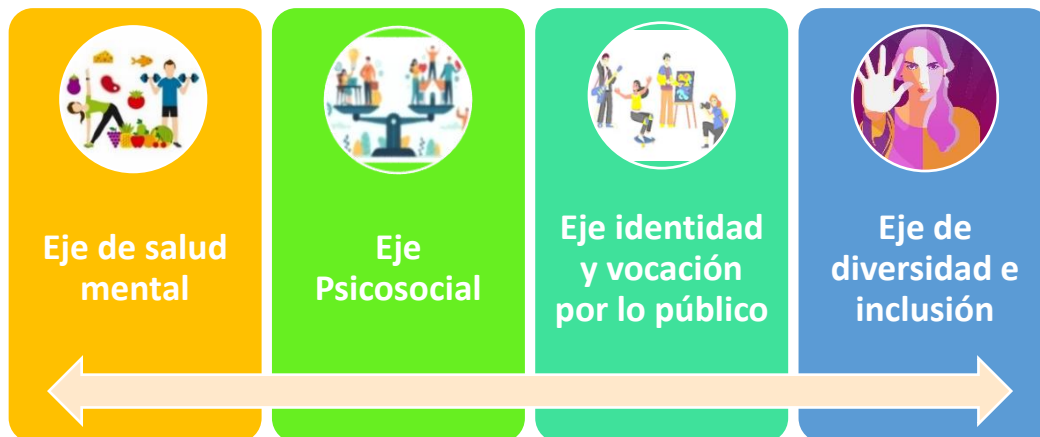 Eje de salud
mental
Eje
Psicosocial
Eje identidad
y vocación
por lo público
Eje de
diversidad e
inclusión